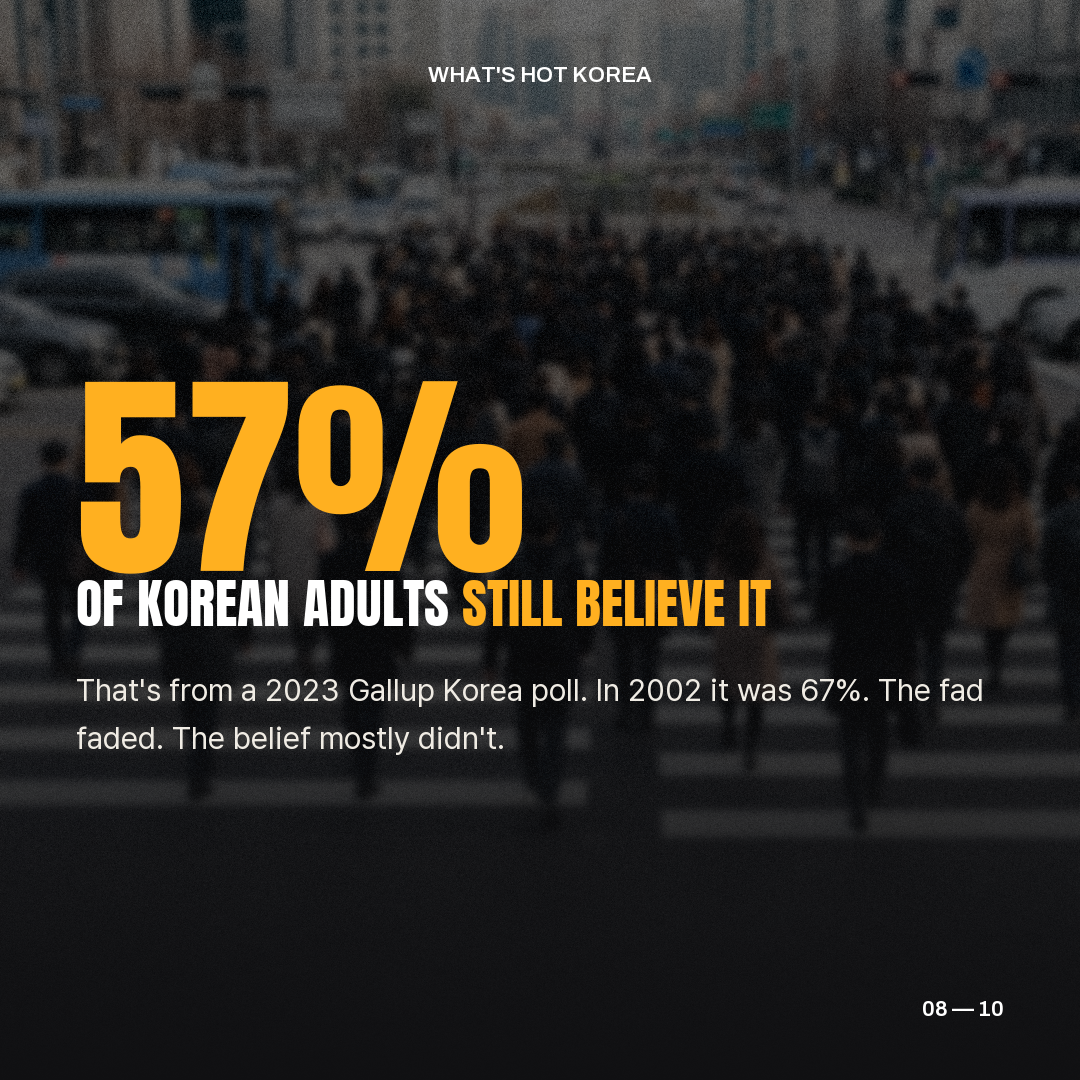 WHAT'S HOT KOREA
57%
OF KOREAN ADULTS STILL BELIEVE IT
That's from a 2023 Gallup Korea poll. In 2002 it was 67%. The fad
faded. The belief mostly didn't.
08 — 10